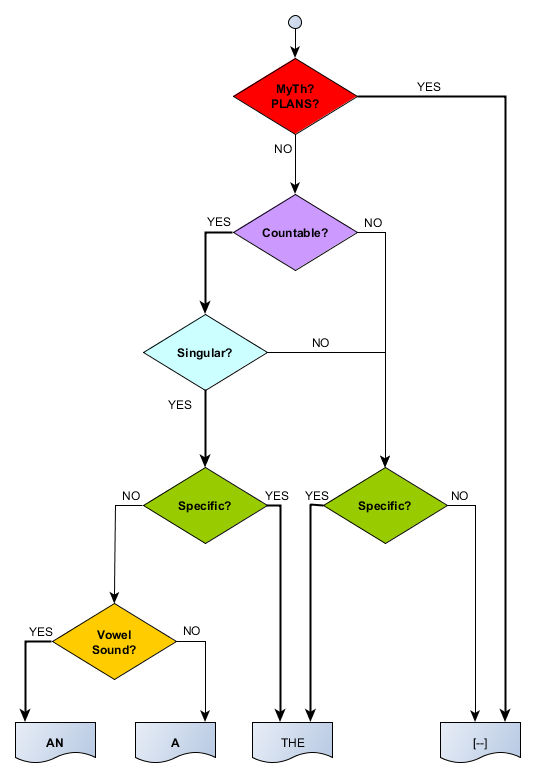 MyTh?
PLANS?
YES
NO
Countable?
YES
NO
Singular?
NO
YES
Specific?
NO
YES
Specific?
YES
NO
Vowel
Sound?
YES
NO
AN
A
THE
[--]